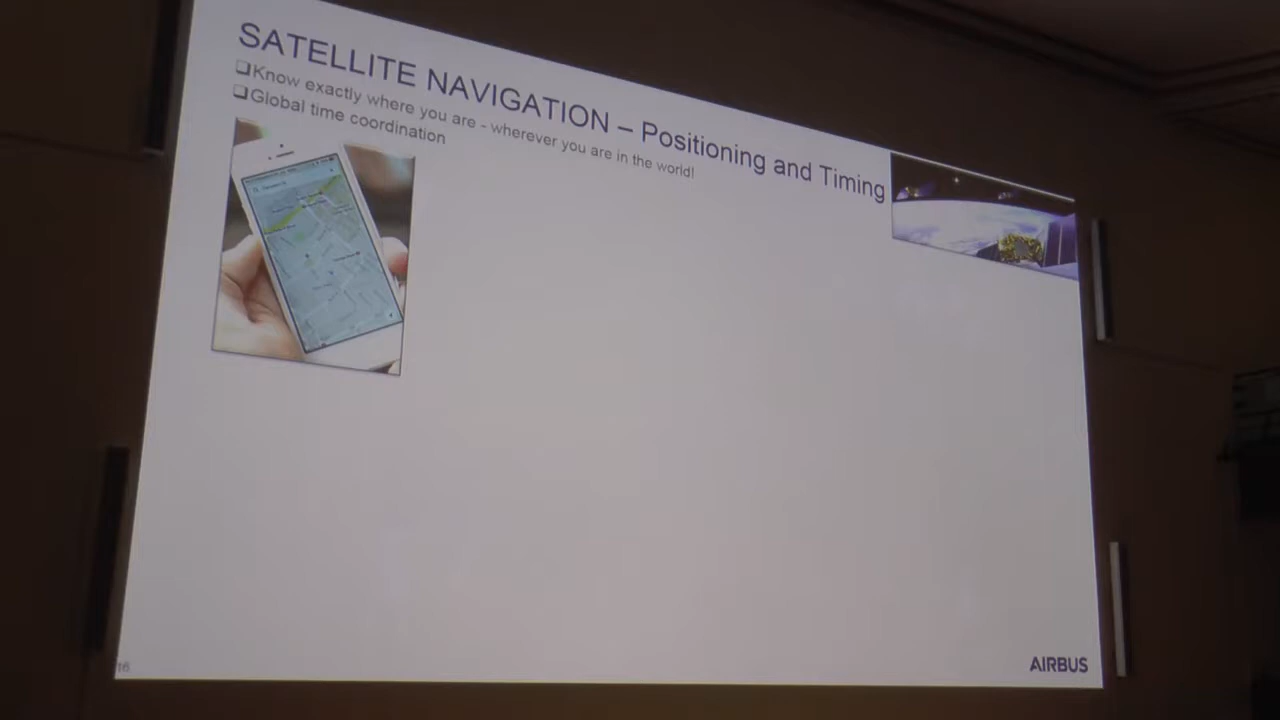 SATELLITE NAVIGATION – Positioning and Timing
❑Know exactly where you are - wherever you are in the world!
❑Global time coordination
16
AIRBUS